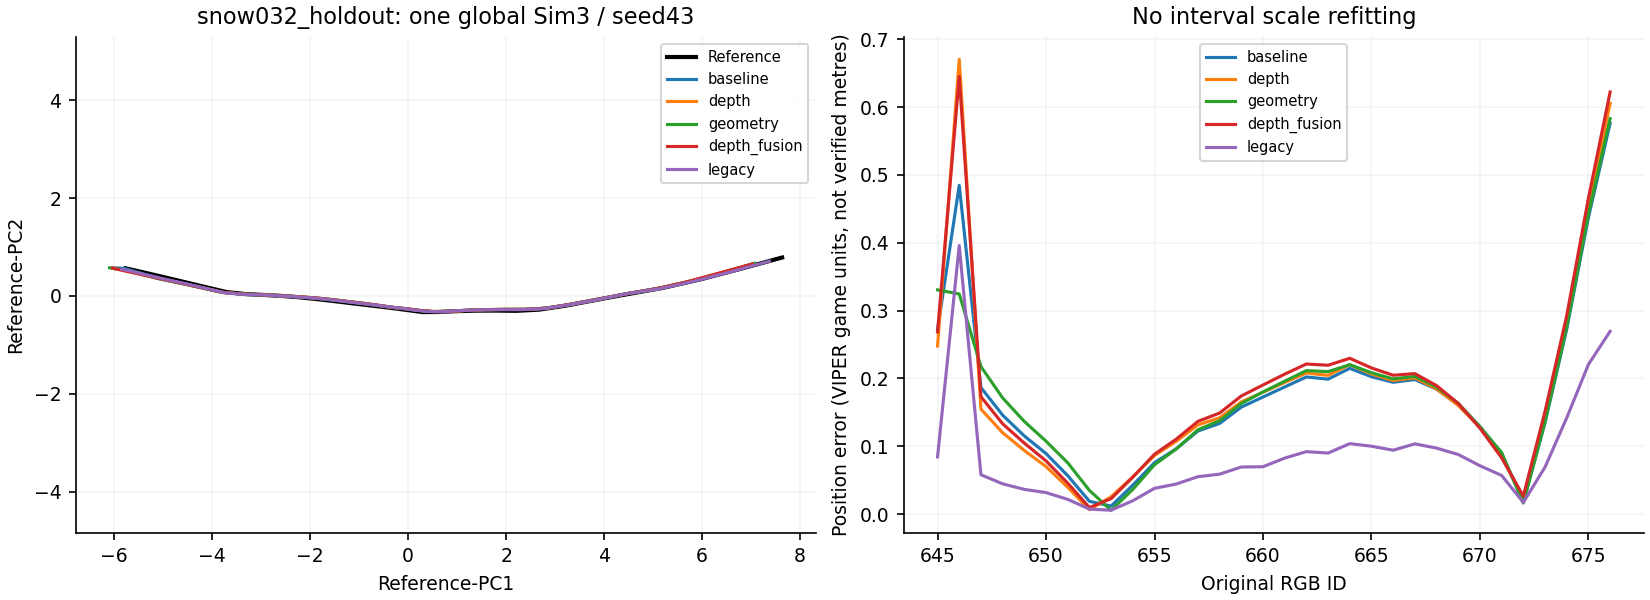 snow032_holdout: one global Sim3 / seed43
Reference
baseline
depth
geometry
depth_fusion
legacy
4
2
0
−2
−4
Reference-PC2
−6
−4
−2
0
2
4
6
8
Reference-PC1
No interval scale refitting
baseline
depth
geometry
depth_fusion
legacy
0.7
0.6
0.5
0.4
0.3
0.2
0.1
0.0
Position error (VIPER game units, not verified metres)
645
650
655
660
665
670
675
Original RGB ID